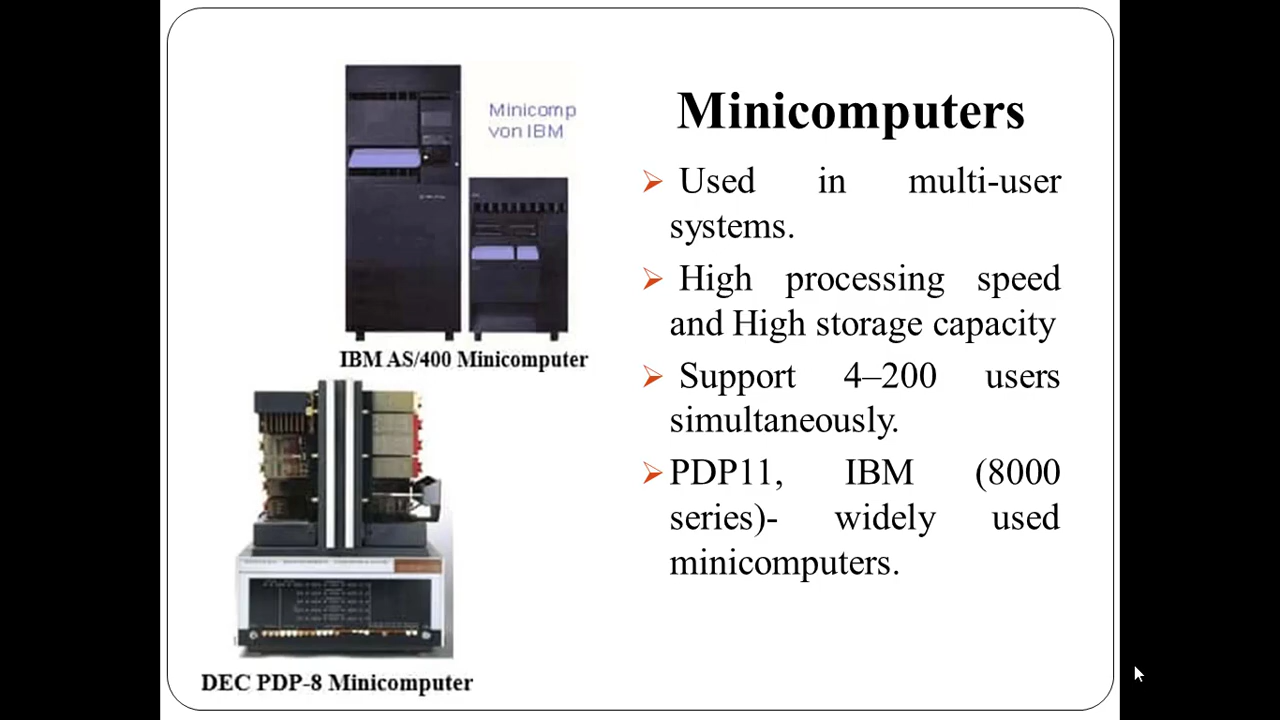 Minicomp
von IBM
IBM AS/400 Minicomputer
DEC PDP-8 Minicomputer
Minicomputers
Used in multi-user
systems.
High processing speed
and High storage capacity
Support 4–200 users
simultaneously.
PDP11, IBM (8000
series)- widely used
minicomputers.